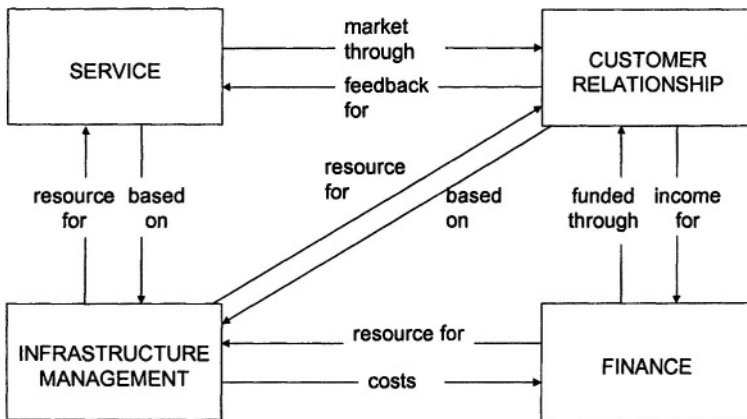 SERVICE
market
through
feedback
for
CUSTOMER
RELATIONSHIP
resource
for
based
on
resource
for
based
on
funded
through
income
for
INFRASTRUCTURE
MANAGEMENT
resource for
costs
FINANCE